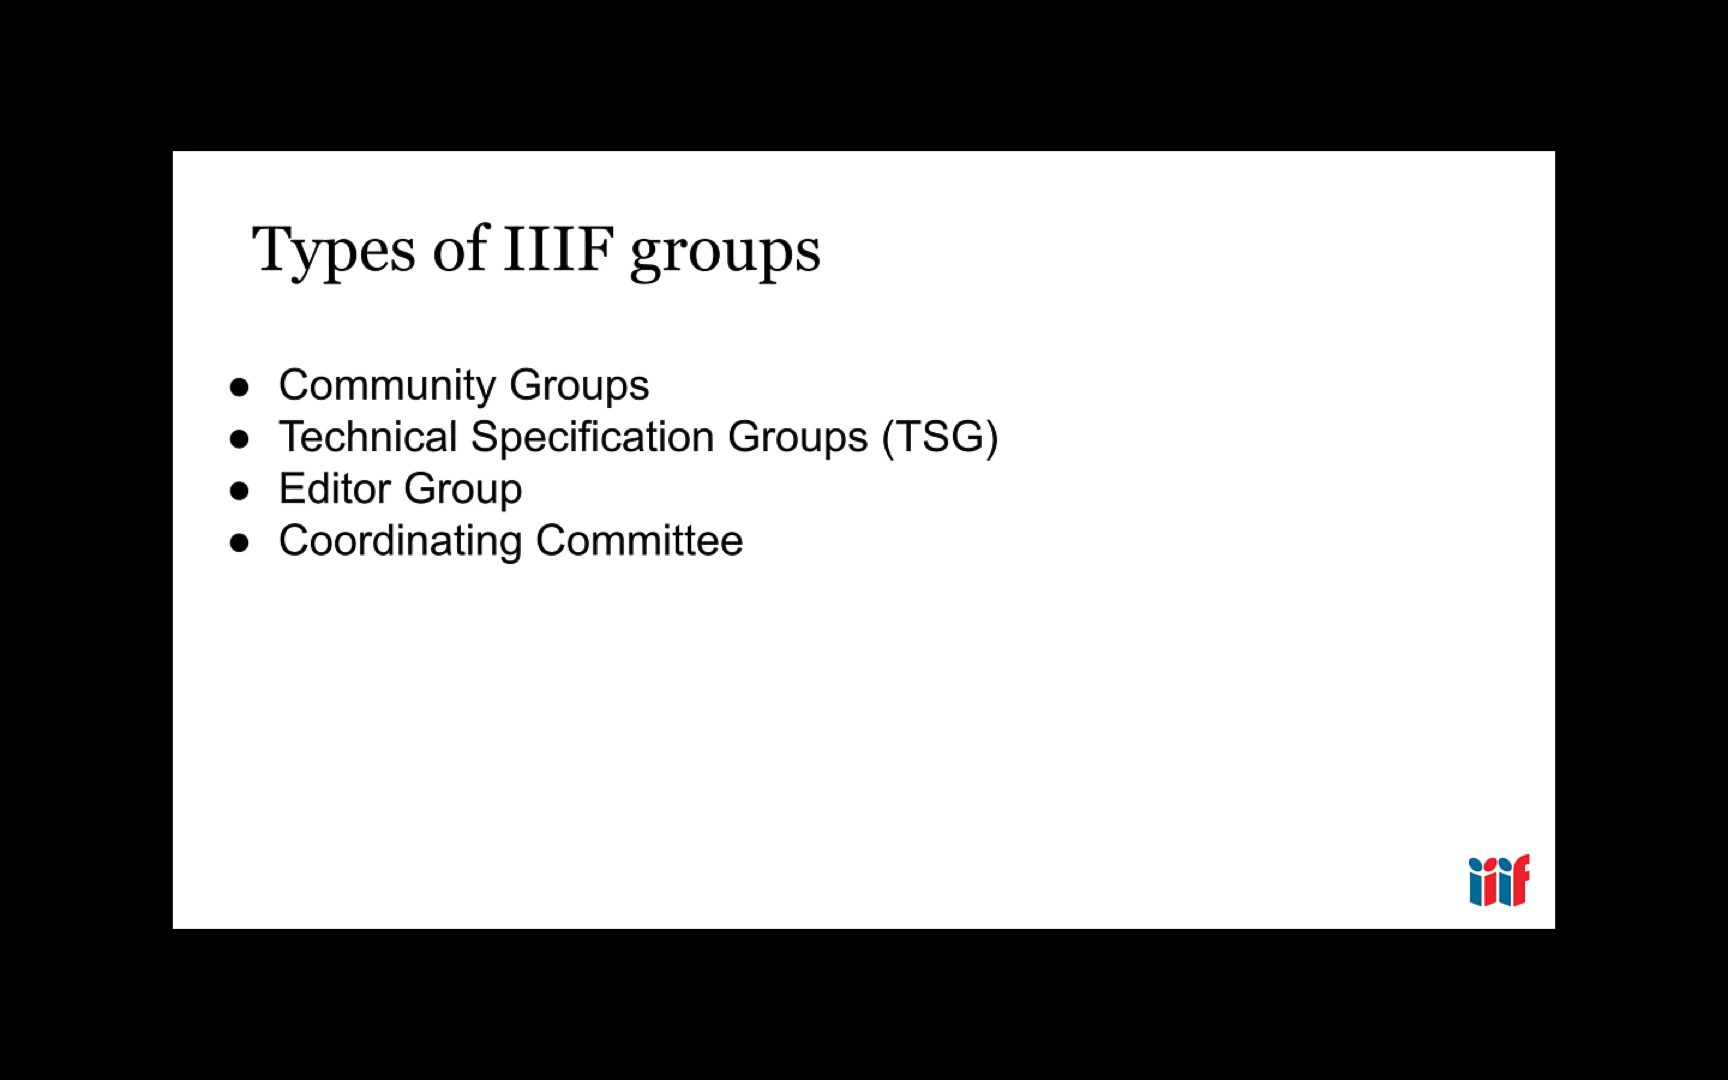 Types of IIIF groups
● Community Groups
● Technical Specification Groups (TSG)
● Editor Group
● Coordinating Committee
iiif